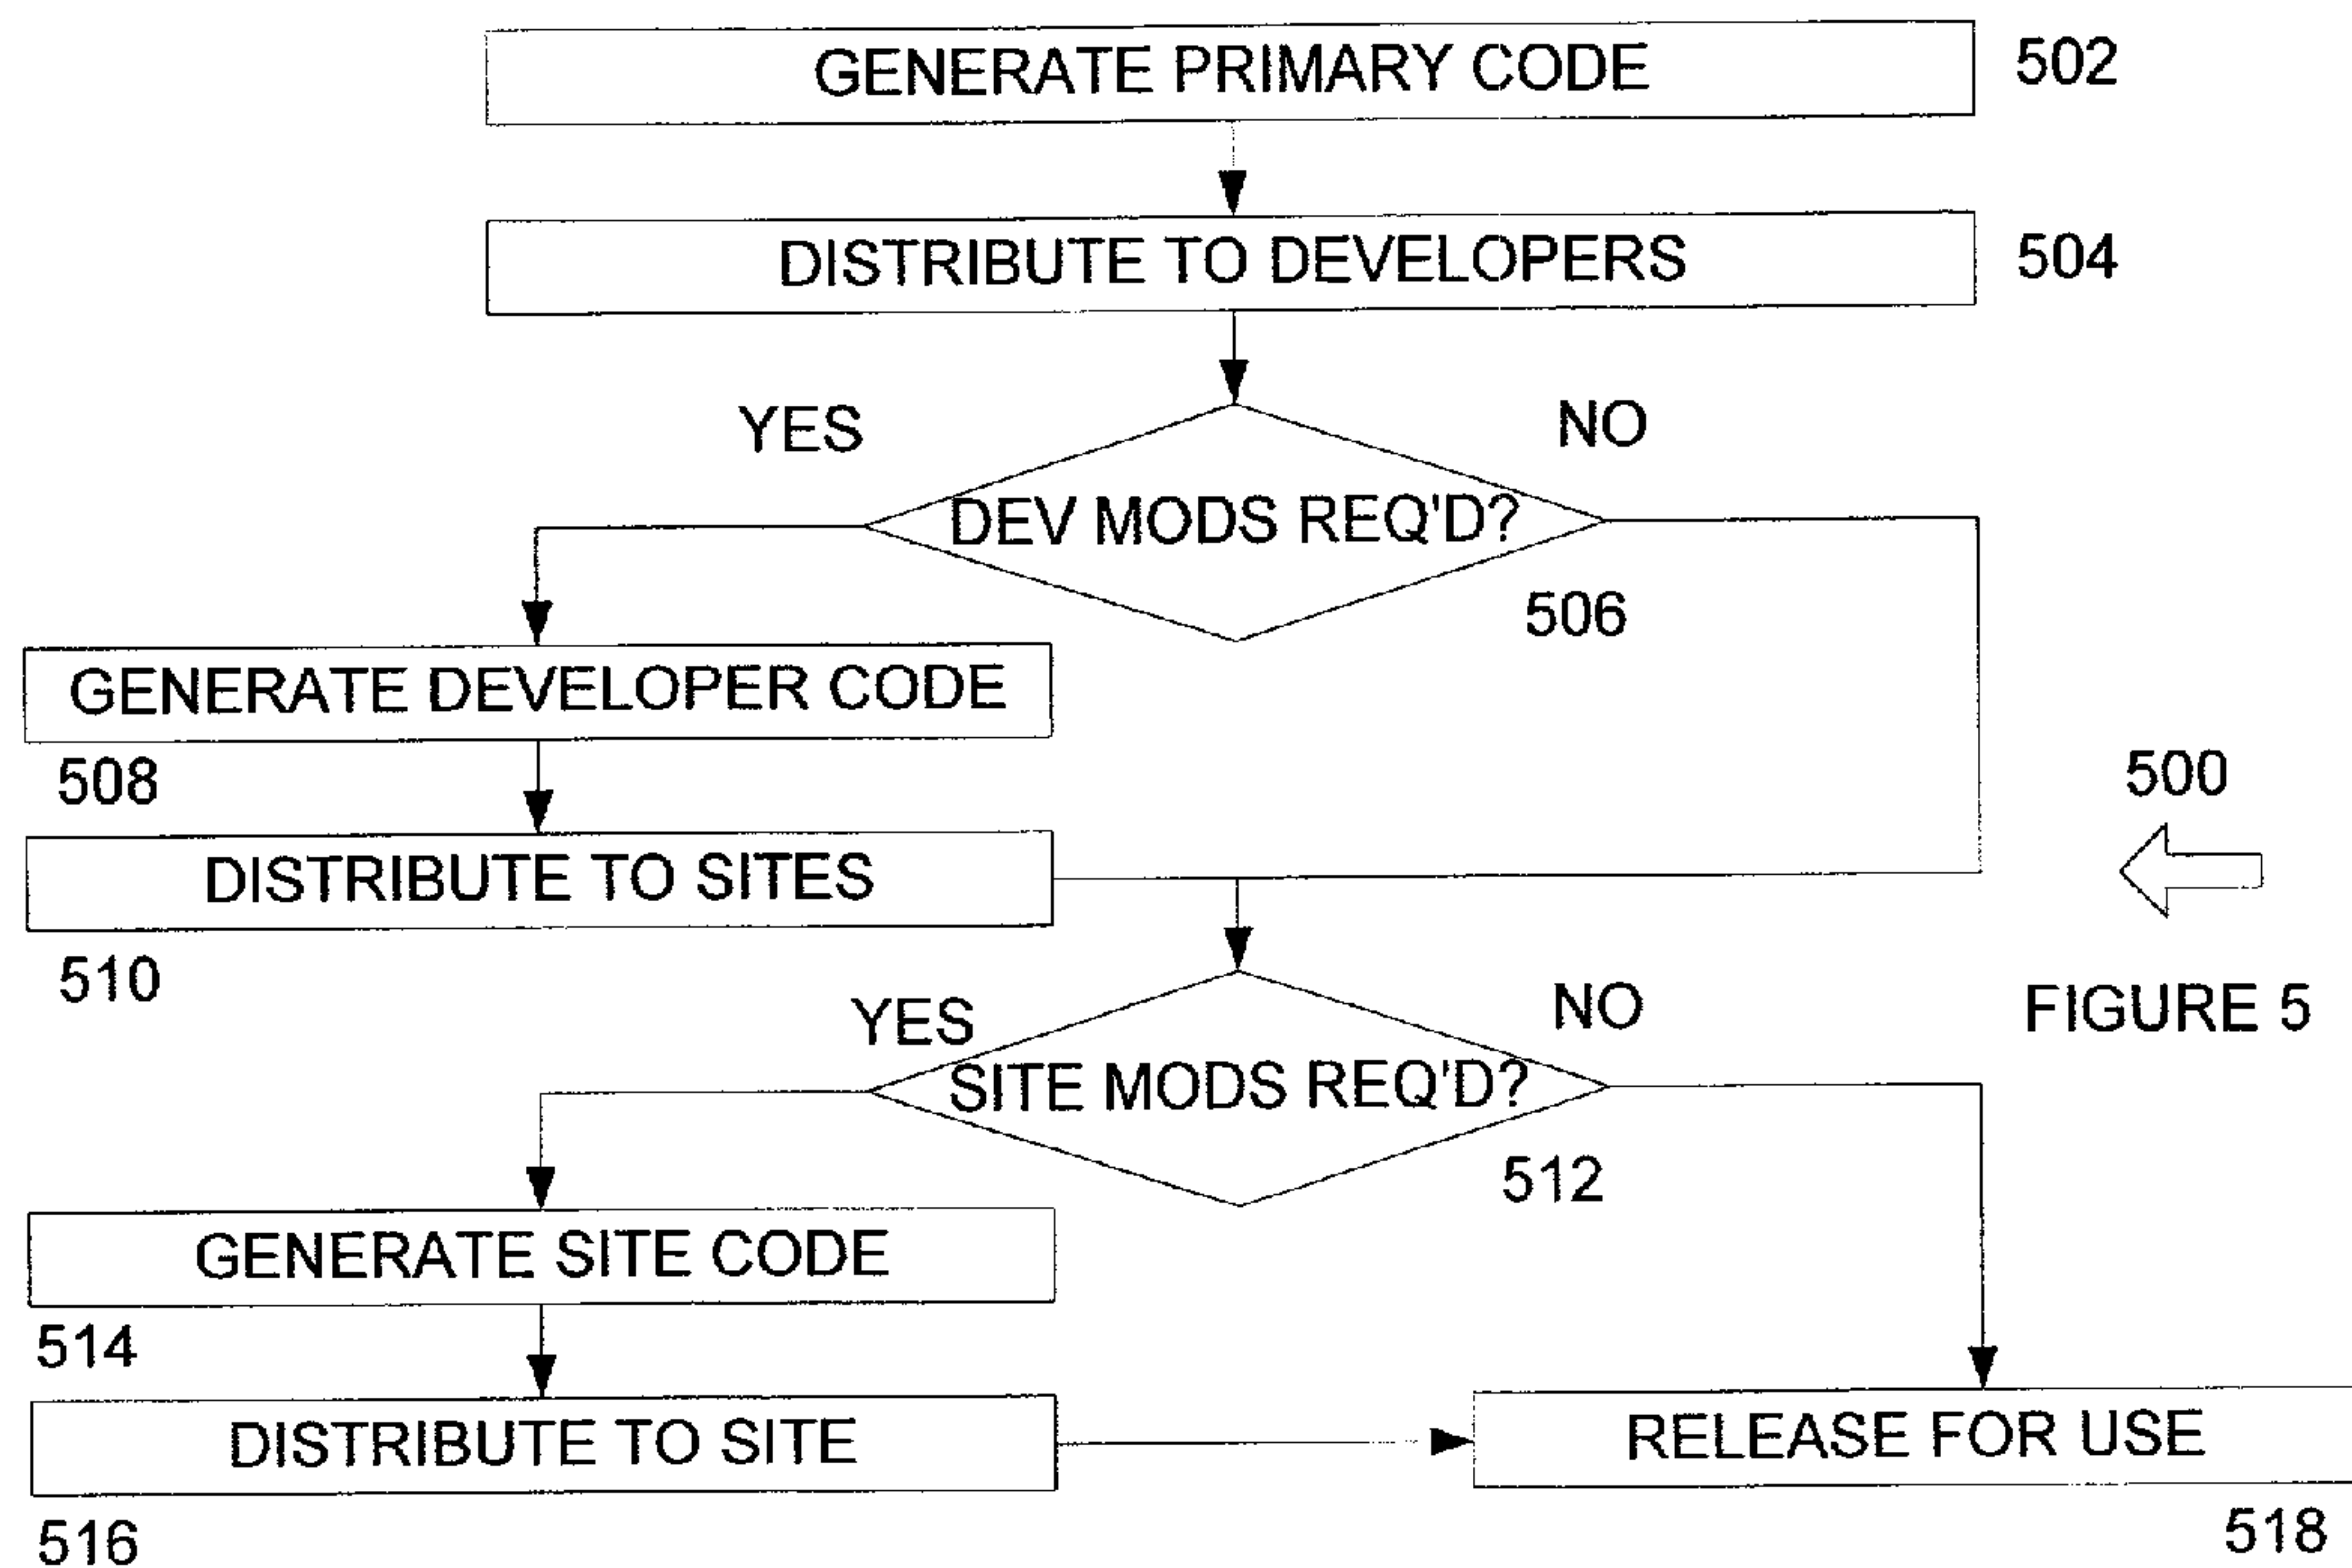 GENERATE PRIMARY CODE
502
DISTRIBUTE TO DEVELOPERS
504
YES
NO
DEV MODS REQ'D?
506
GENERATE DEVELOPER CODE
508
500
DISTRIBUTE TO SITES
510
YES
NO
FIGURE 5
SITE MODS REQ'D?
512
GENERATE SITE CODE
514
DISTRIBUTE TO SITE
RELEASE FOR USE
516
518